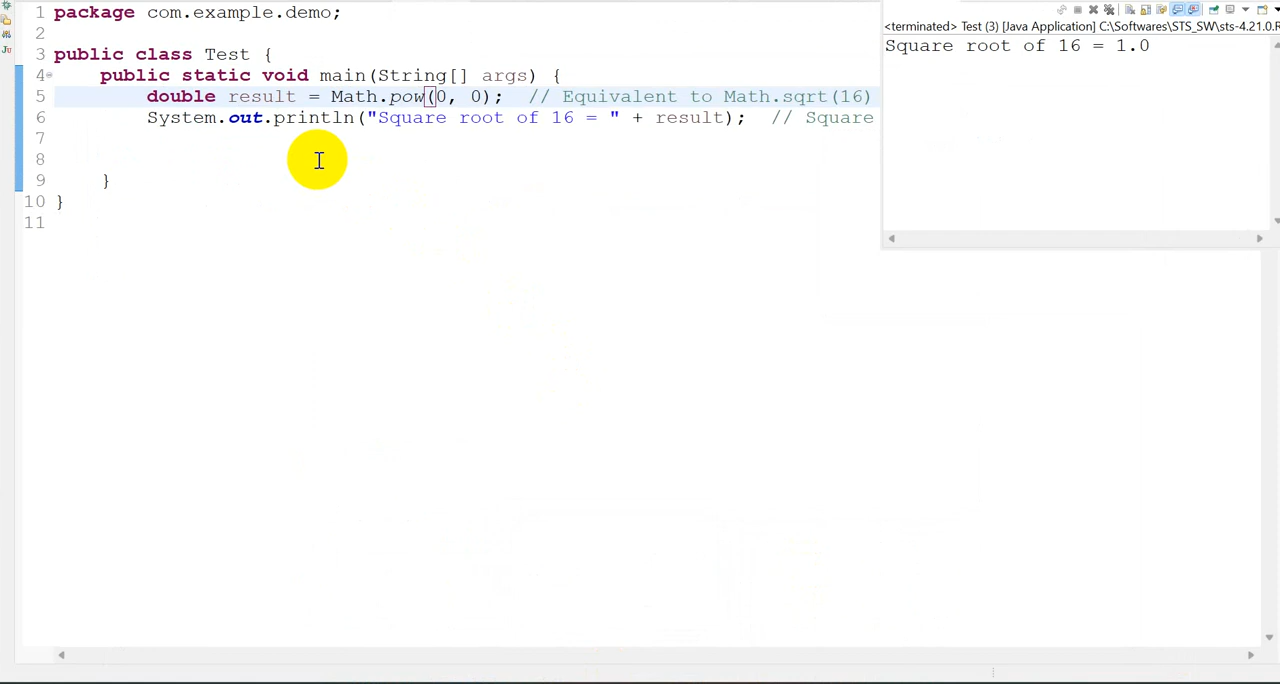 1 package com.example.demo;
2
3 public class Test {
4 public static void main(String[] args) {
5 double result = Math.pow(0, 0); // Equivalent to Math.sqrt(16)
6 System.out.println("Square root of 16 = " + result); // Square
7
8
9 }
10 }
11
<terminated> Test (3) [Java Application] C:\Softwares\STS_SW\sts-4.21.0.R
Square root of 16 = 1.0